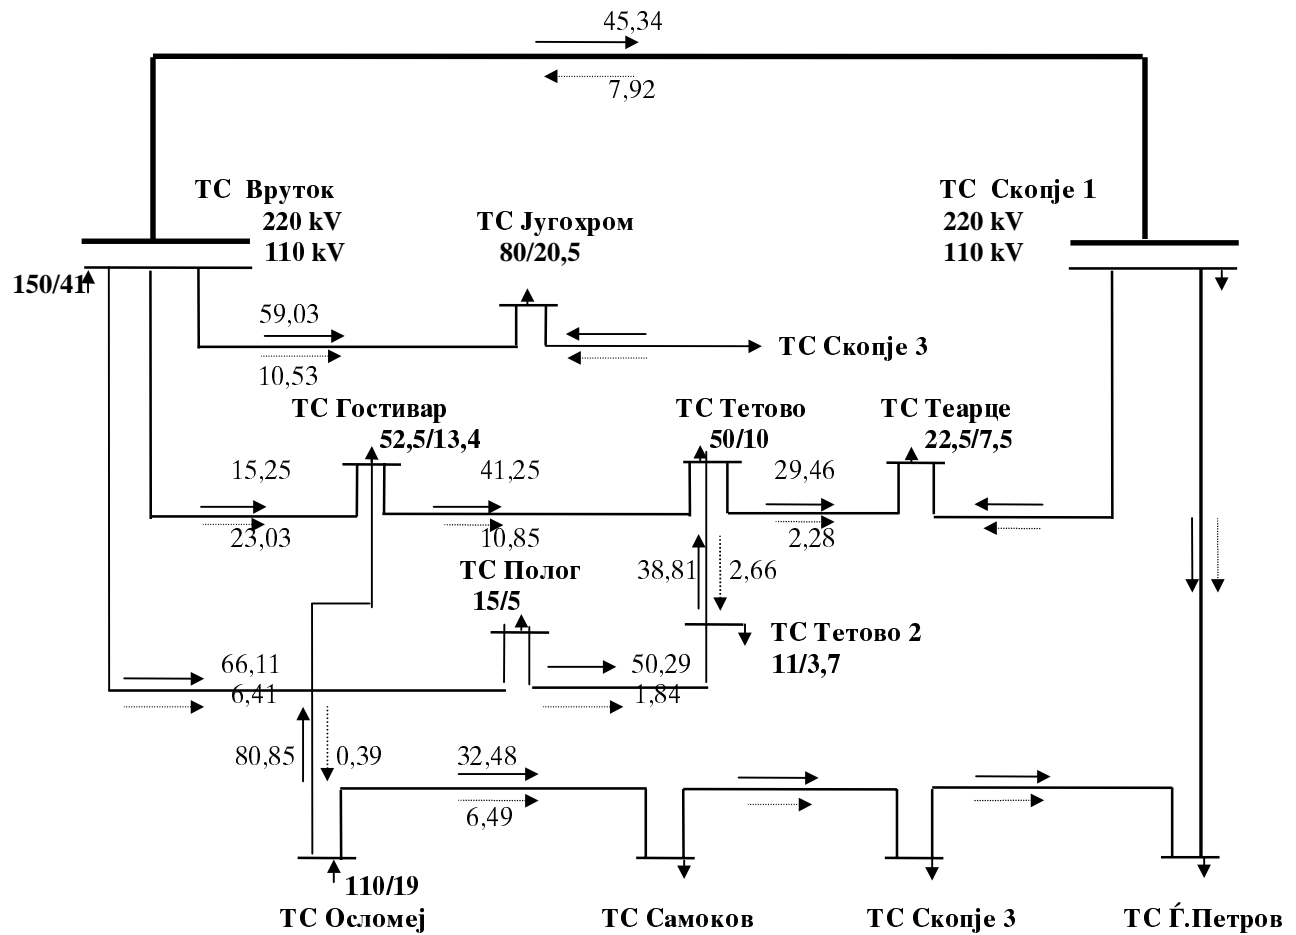 45,34
7,92
ТС Вруток
220 kV
110 kV
150/41
ТС Југохром
80/20,5
ТС Скопје 1
220 kV
110 kV
59,03
10,53
ТС Скопје 3
ТС Гостивар
52,5/13,4
ТС Тетово
50/10
ТС Теарце
22,5/7,5
15,25
23,03
41,25
10,85
29,46
2,28
ТС Полог
15/5
38,81
2,66
ТС Тетово 2
11/3,7
66,11
6,41
50,29
1,84
80,85
0,39
32,48
6,49
110/19
ТС Осломеј
ТС Самоков
ТС Скопје 3
ТС Ѓ.Петров